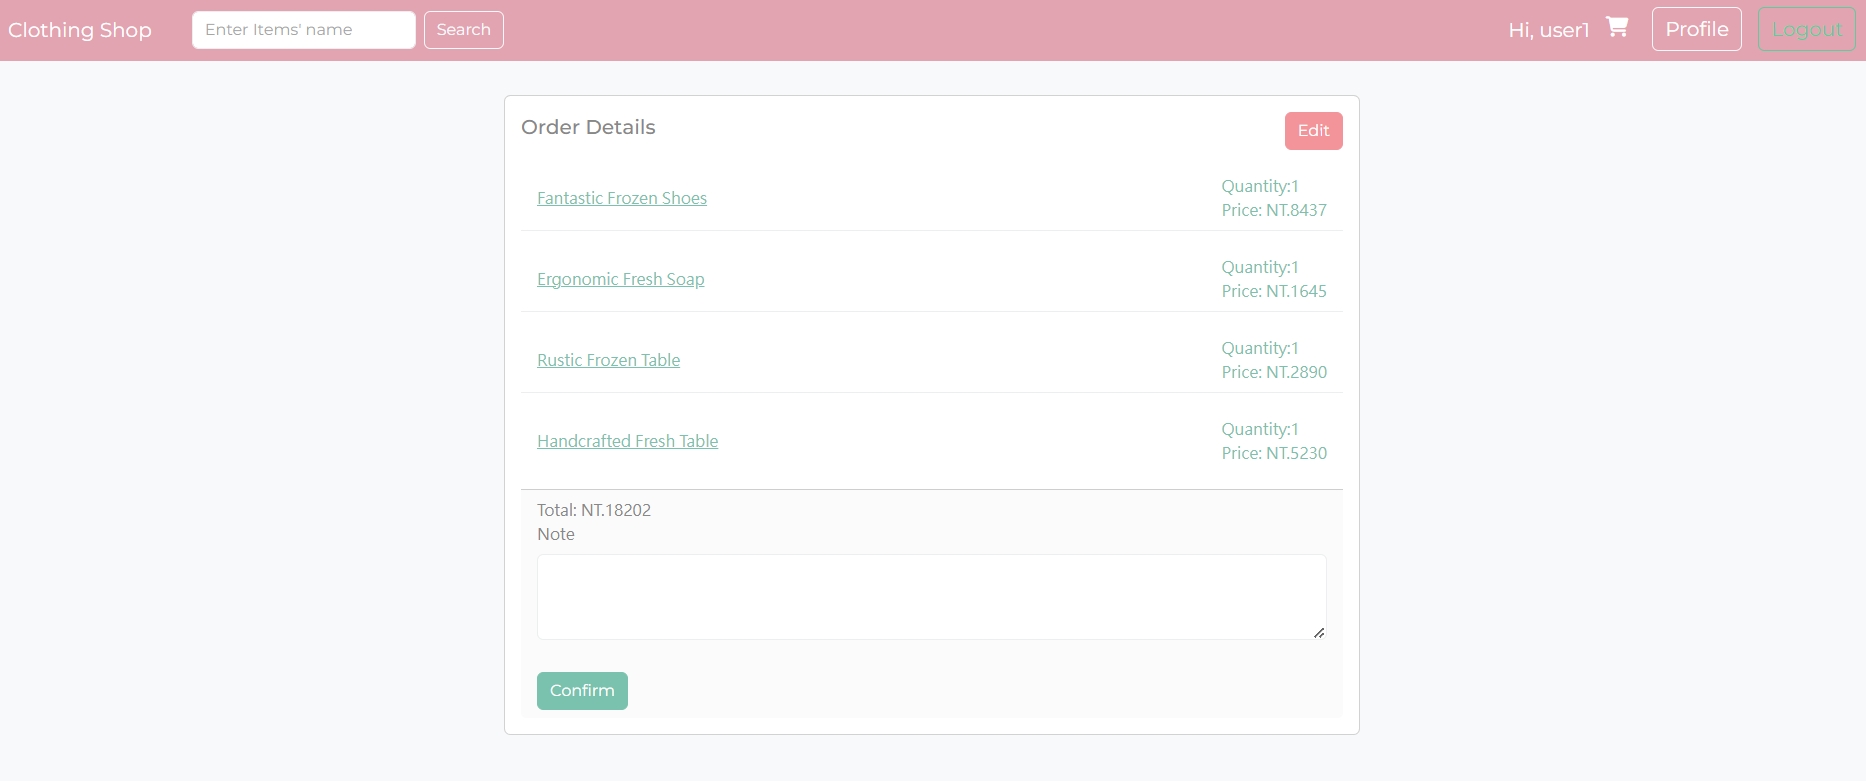 Clothing Shop
Enter Items' name
Search
Hi, user1
Profile
Logout
Order Details
Edit
Fantastic Frozen Shoes
Quantity:1
Price: NT.8437
Ergonomic Fresh Soap
Quantity:1
Price: NT.1645
Rustic Frozen Table
Quantity:1
Price: NT.2890
Handcrafted Fresh Table
Quantity:1
Price: NT.5230
Total: NT.18202
Note
Confirm